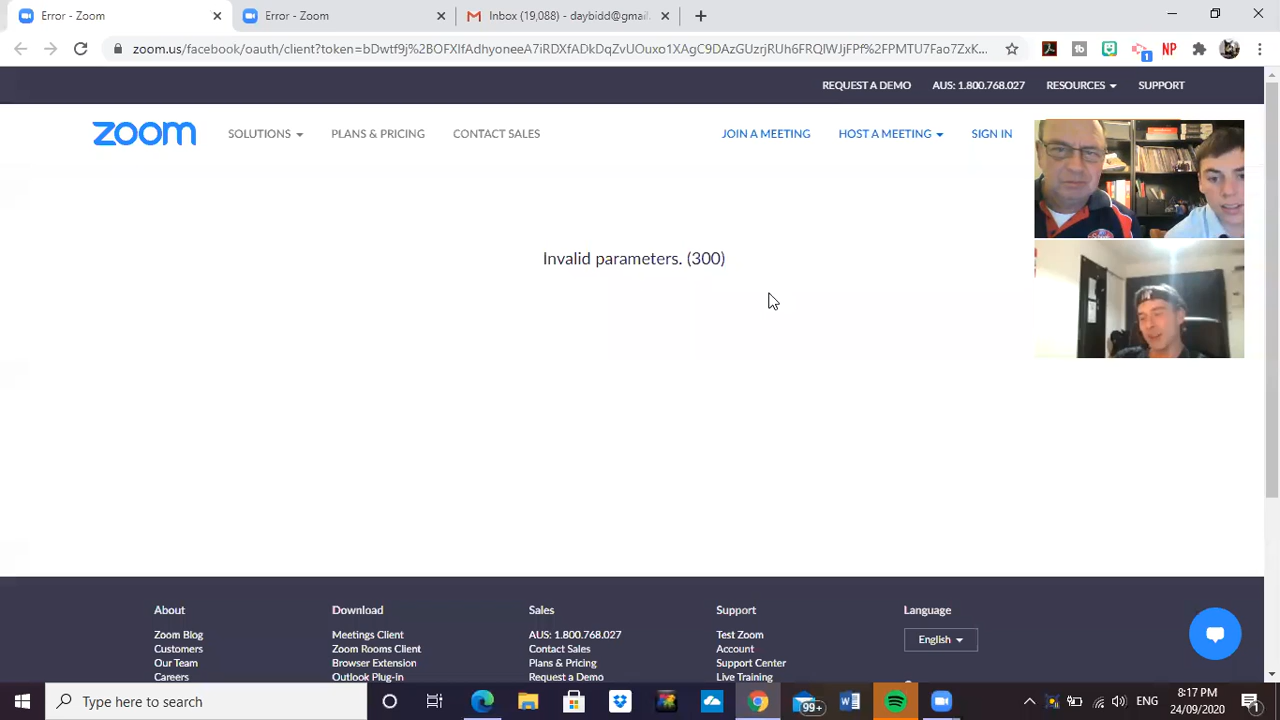 Error - Zoom
Error - Zoom
Inbox (19,088) - daybidd@gmail.
zoom.us/facebook/oauth/client?token=bDwtf9j%2BOFXIfAdhyoneeA7iRDXfADkDqZvUOuxo1XAgC9DAzGUzrjRUh6FRQIWJjFPf%2FPMTU7Fao7ZxK...
1
NP
REQUEST A DEMO AUS: 1.800.768.027 RESOURCES SUPPORT
zoom SOLUTIONS PLANS & PRICING CONTACT SALES JOIN A MEETING HOST A MEETING SIGN IN
Invalid parameters. (300)
About
Zoom Blog
Customers
Our Team
Careers
Download
Meetings Client
Zoom Rooms Client
Browser Extension
Outlook Plug-in
Sales
AUS: 1.800.768.027
Contact Sales
Plans & Pricing
Request a Demo
Support
Test Zoom
Account
Support Center
Live Training
Language
English
Type here to search
99+
ENG
8:17 PM
24/09/2020
1